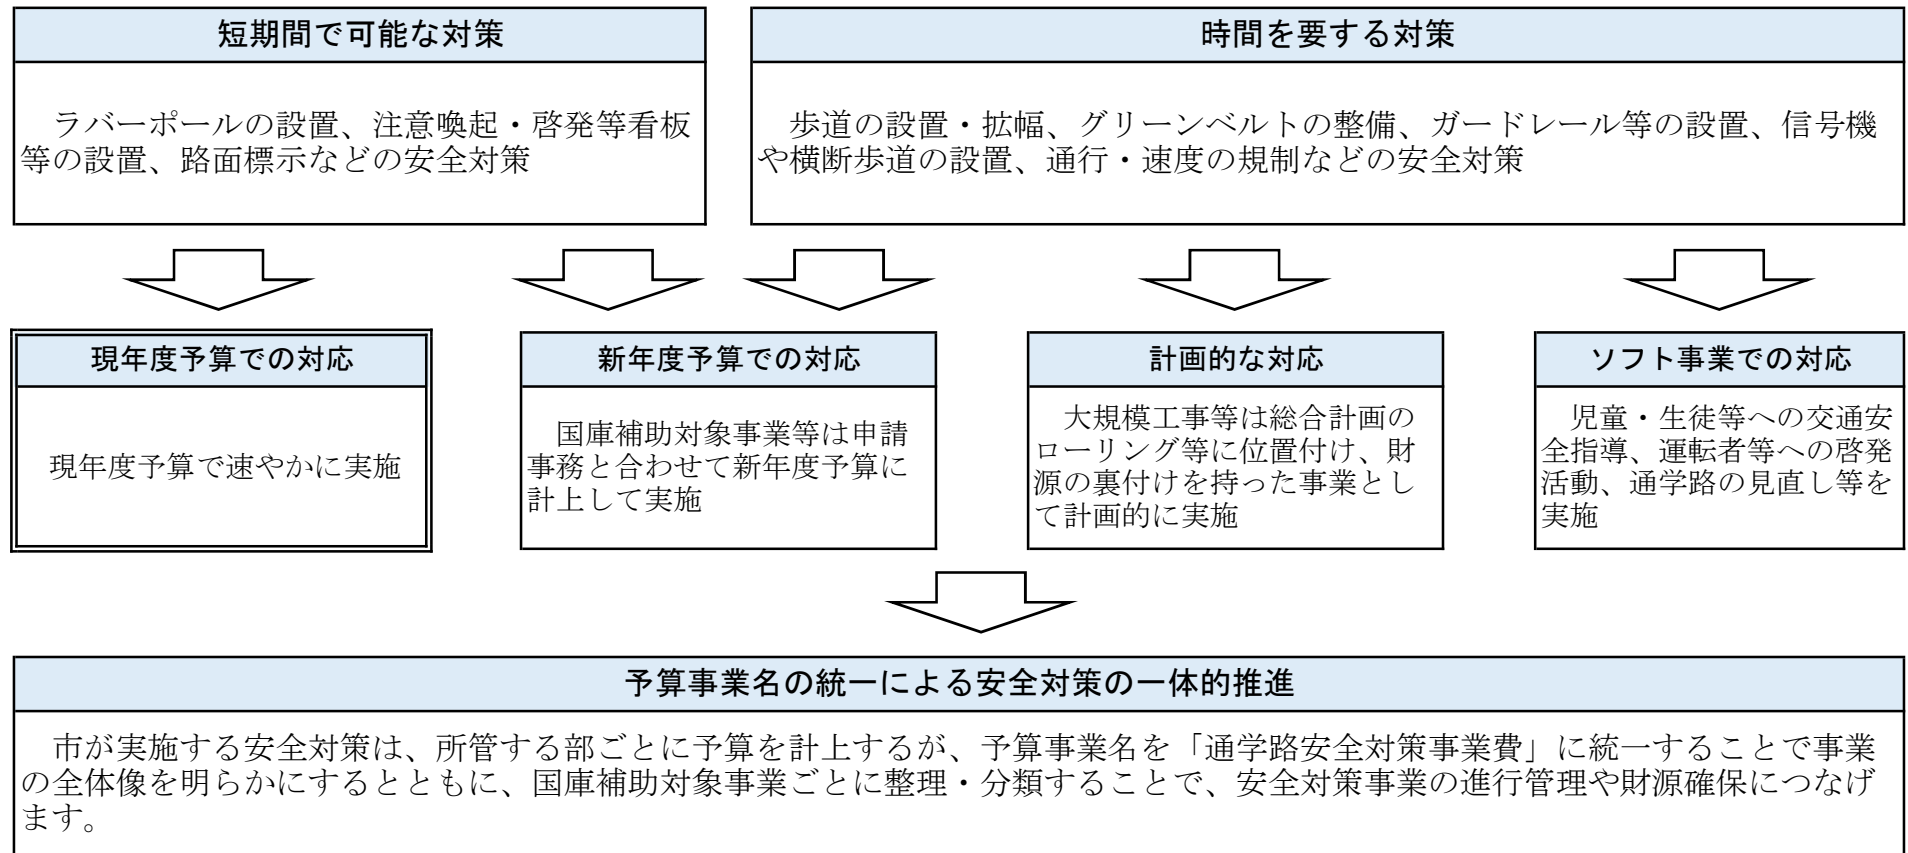 短期間で可能な対策
ラバーポールの設置、注意喚起・啓発等看板
等の設置、路面標示などの安全対策
時間を要する対策
歩道の設置・拡幅、グリーンベルトの整備、ガードレール等の設置、信号機
や横断歩道の設置、通行・速度の規制などの安全対策
現年度予算での対応
現年度予算で速やかに実施
新年度予算での対応
国庫補助対象事業等は申請
事務と合わせて新年度予算に
計上して実施
計画的な対応
大規模工事等は総合計画の
ローリング等に位置付け、財
源の裏付けを持った事業とし
て計画的に実施
ソフト事業での対応
児童・生徒等への交通安
全指導、運転者等への啓発
活動、通学路の見直し等を
実施
予算事業名の統一による安全対策の一体的推進
市が実施する安全対策は、所管する部ごとに予算を計上するが、予算事業名を「通学路安全対策事業費」に統一することで事業
の全体像を明らかにするとともに、国庫補助対象事業ごとに整理・分類することで、安全対策事業の進行管理や財源確保につなげ
ます。